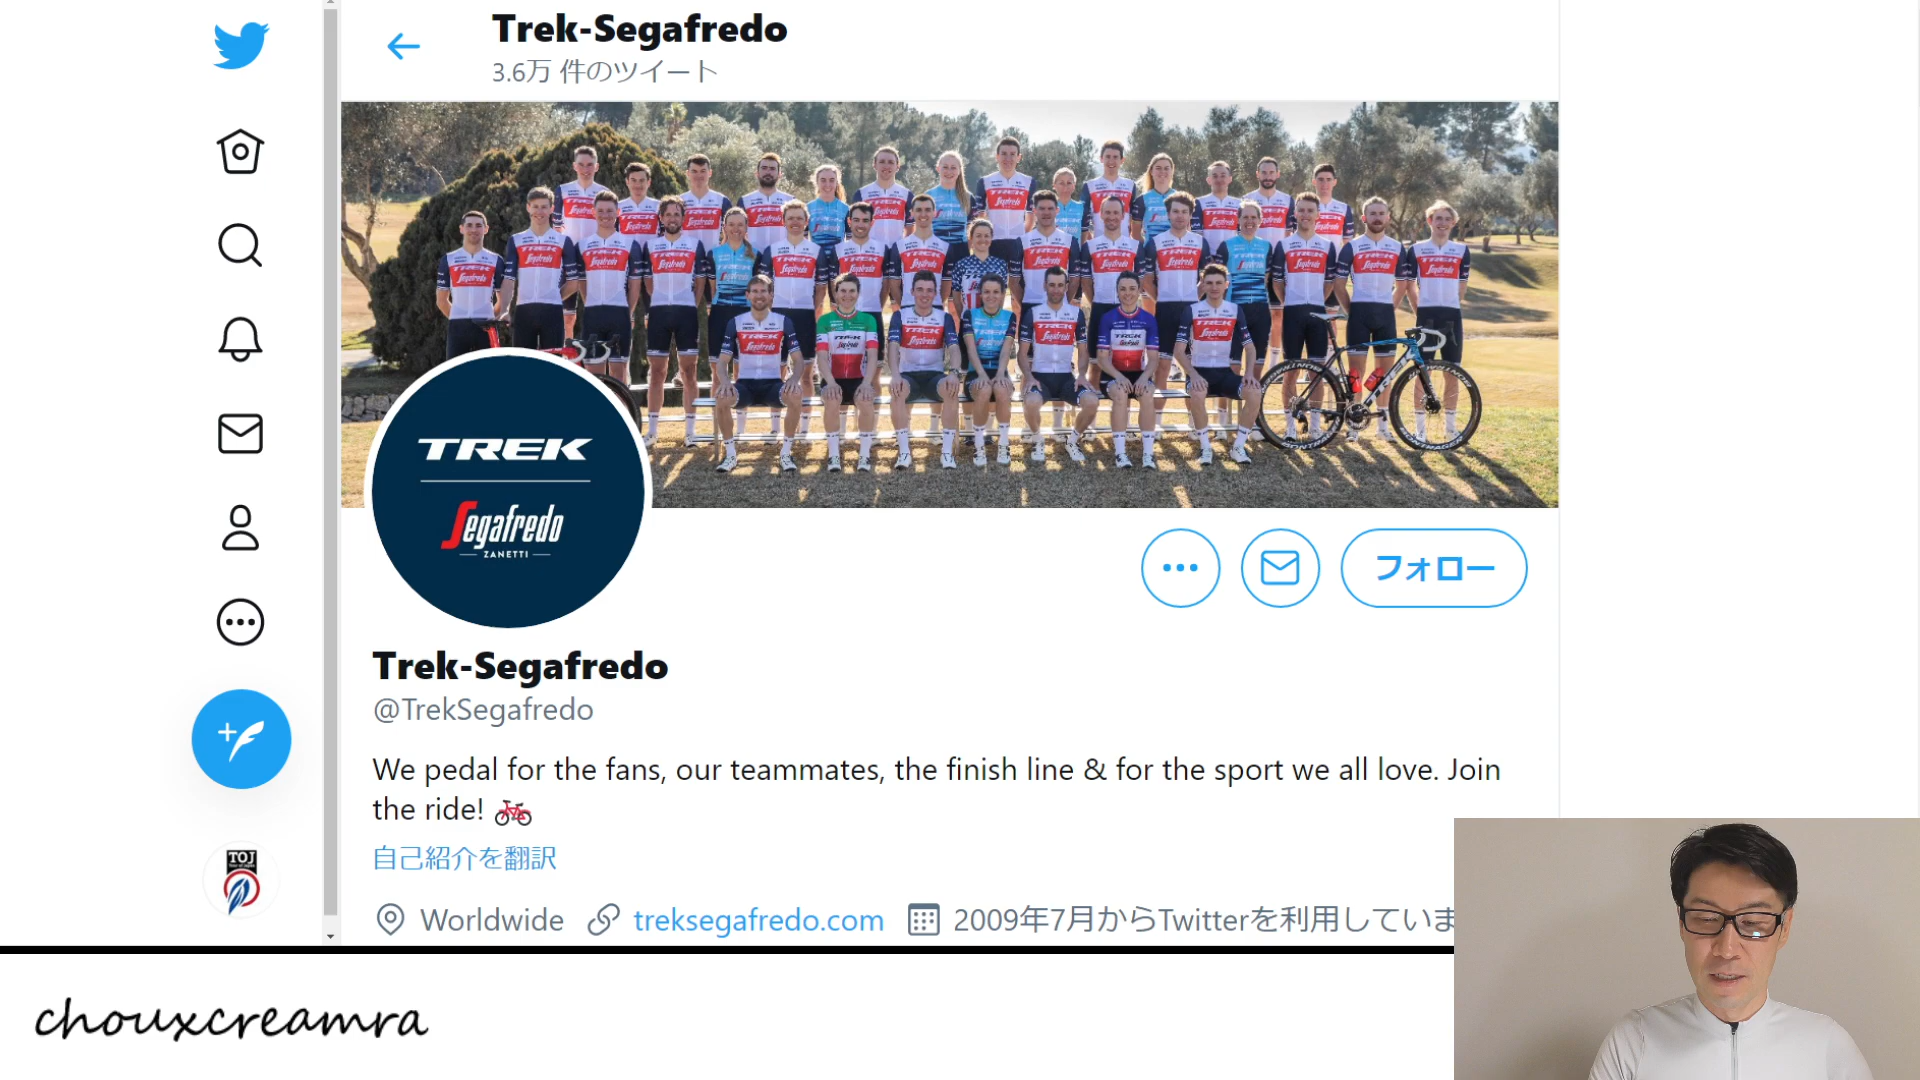 Trek-Segafredo
3.6万 件のツイート
TREK
Segafredo
ZANETTI
フォロー
Trek-Segafredo
@TrekSegafredo
We pedal for the fans, our teammates, the finish line & for the sport we all love. Join
the ride!
自己紹介を翻訳
Worldwide treksegafredo.com 2009年7月からTwitterを利用していま
TOJ
chouxcreamra